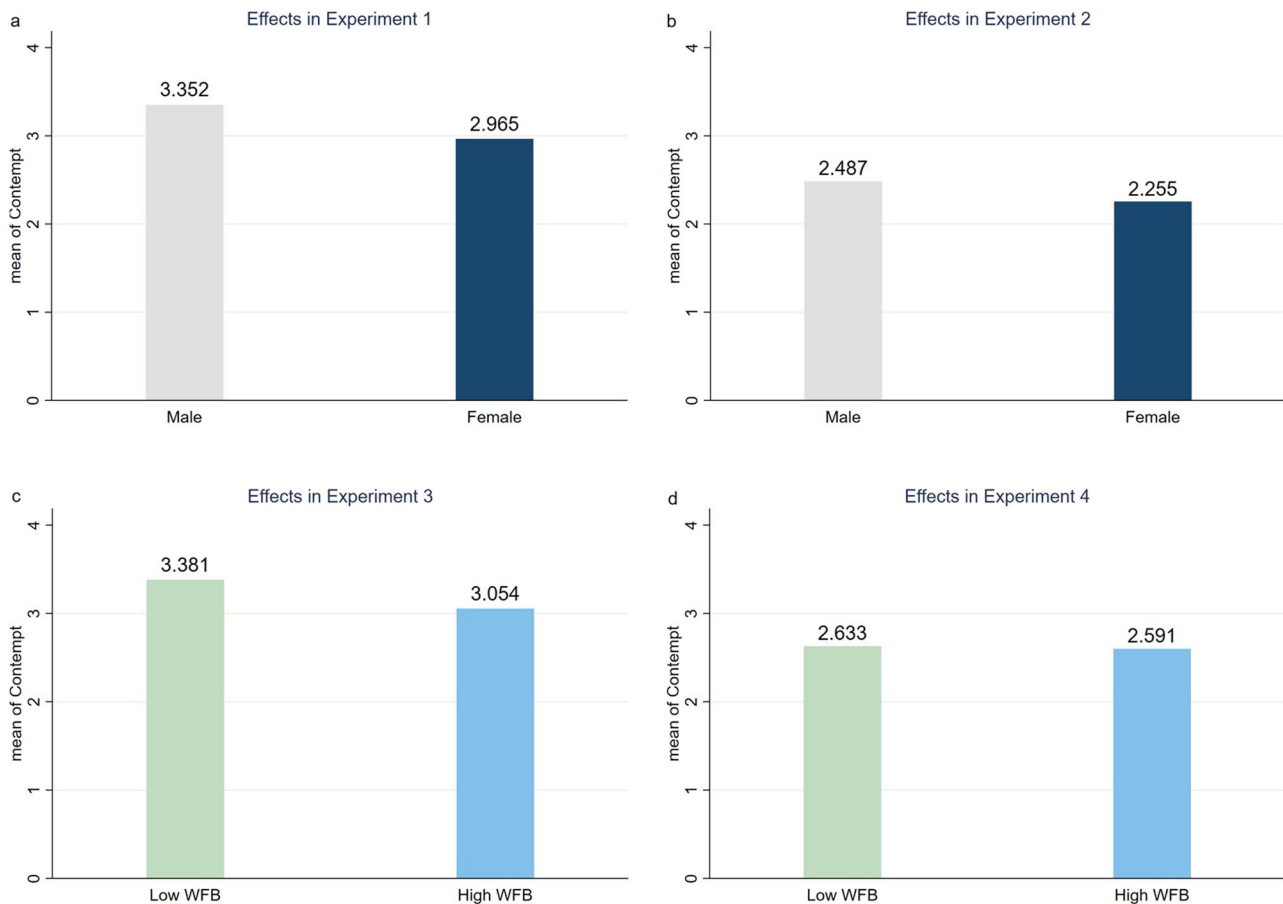 a
Effects in Experiment 1
mean of Contempt
4
3
2
1
0
3.352
2.965
Male
Female
b
Effects in Experiment 2
mean of Contempt
4
3
2
1
0
2.487
2.255
Male
Female
c
Effects in Experiment 3
mean of Contempt
4
3
2
1
0
3.381
3.054
Low WFB
High WFB
d
Effects in Experiment 4
mean of Contempt
4
3
2
1
0
2.633
2.591
Low WFB
High WFB